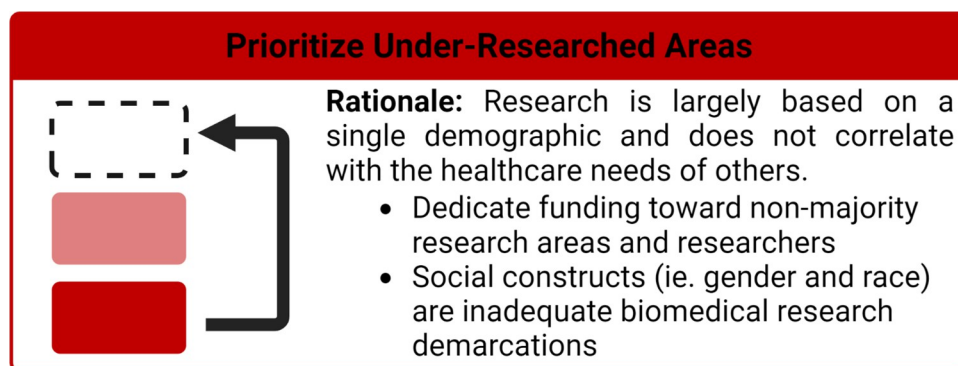 Prioritize Under-Researched Areas
Rationale: Research is largely based on a
single demographic and does not correlate
with the healthcare needs of others.
• Dedicate funding toward non-majority
research areas and researchers
• Social constructs (ie. gender and race)
are inadequate biomedical research
demarcations